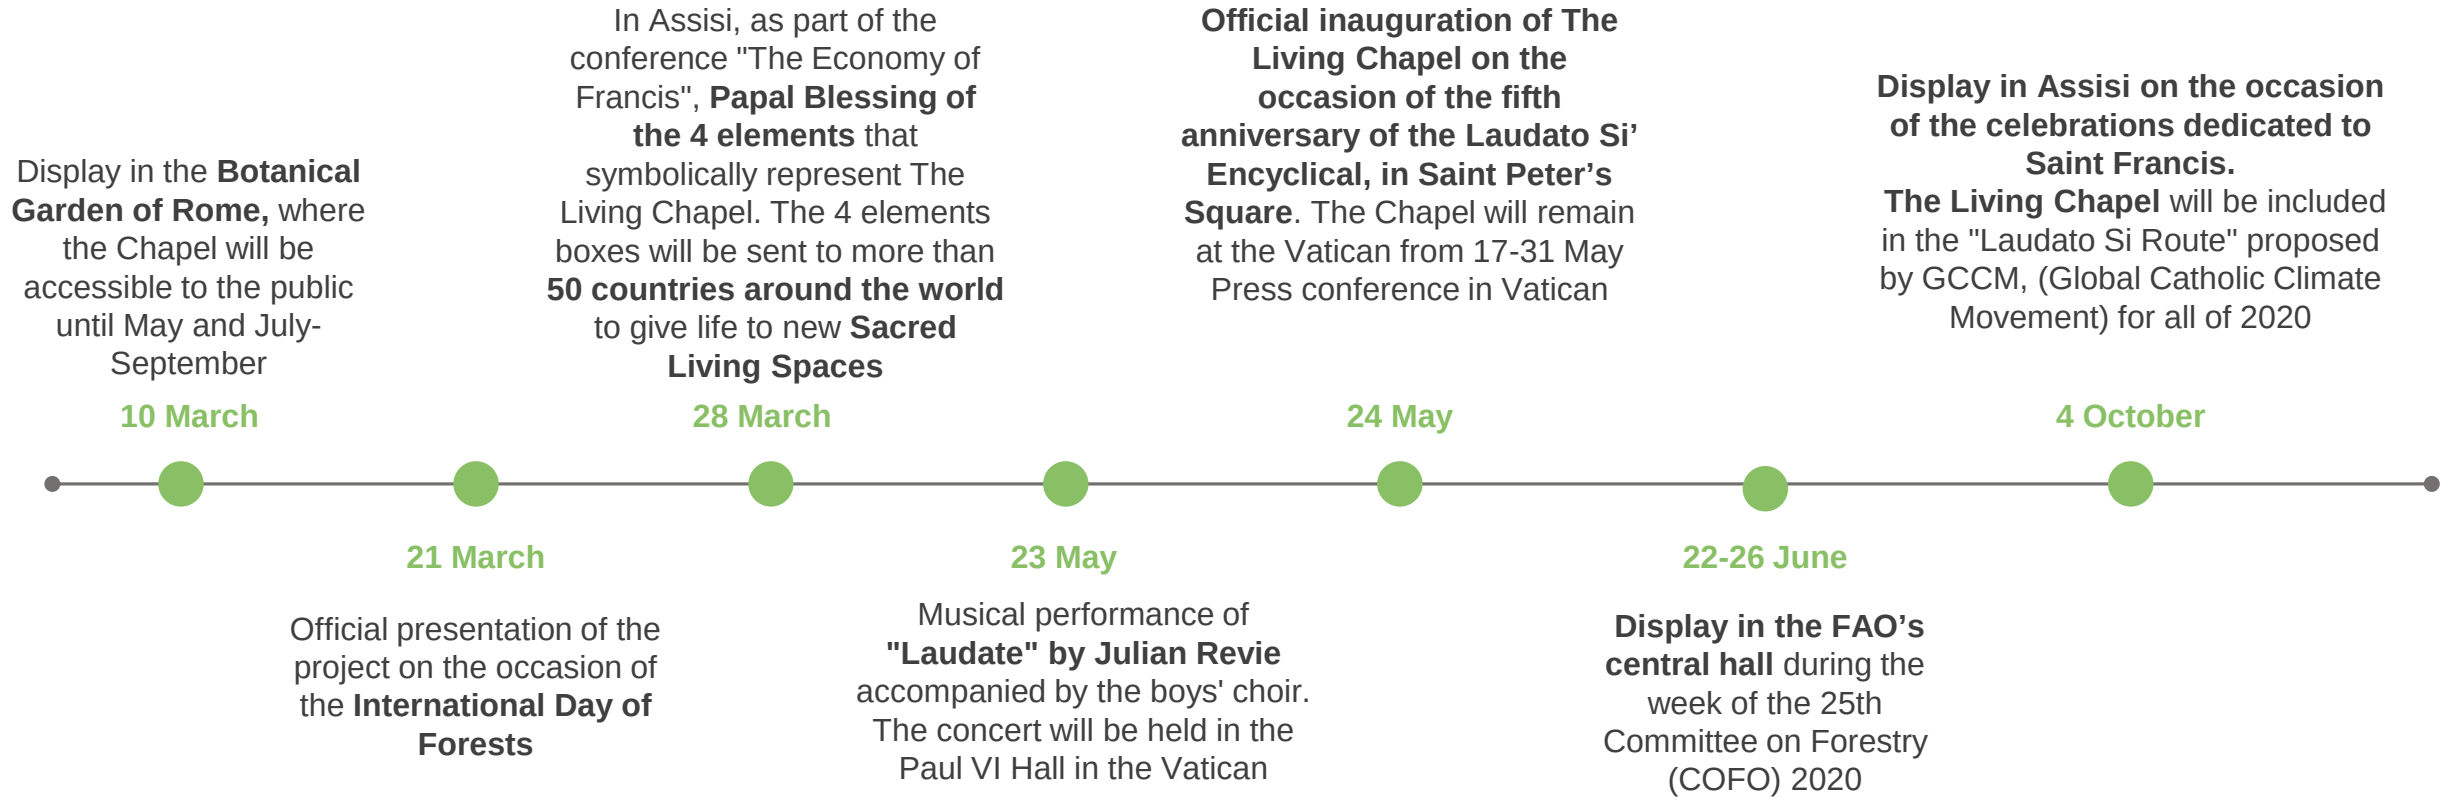 Display in the Botanical
Garden of Rome, where
the Chapel will be
accessible to the public
until May and July-
September
10 March
21 March
Official presentation of the
project on the occasion of
the International Day of
Forests
In Assisi, as part of the
conference "The Economy of
Francis", Papal Blessing of
the 4 elements that
symbolically represent The
Living Chapel. The 4 elements
boxes will be sent to more than
50 countries around the world
to give life to new Sacred
Living Spaces
28 March
23 May
Musical performance of
"Laudate" by Julian Revie
accompanied by the boys' choir.
The concert will be held in the
Paul VI Hall in the Vatican
Official inauguration of The
Living Chapel on the
occasion of the fifth
anniversary of the Laudato Si’
Encyclical, in Saint Peter’s
Square. The Chapel will remain
at the Vatican from 17-31 May
Press conference in Vatican
24 May
22-26 June
Display in the FAO’s
central hall during the
week of the 25th
Committee on Forestry
(COFO) 2020
Display in Assisi on the occasion
of the celebrations dedicated to
Saint Francis.
The Living Chapel will be included
in the "Laudato Si Route" proposed
by GCCM, (Global Catholic Climate
Movement) for all of 2020
4 October